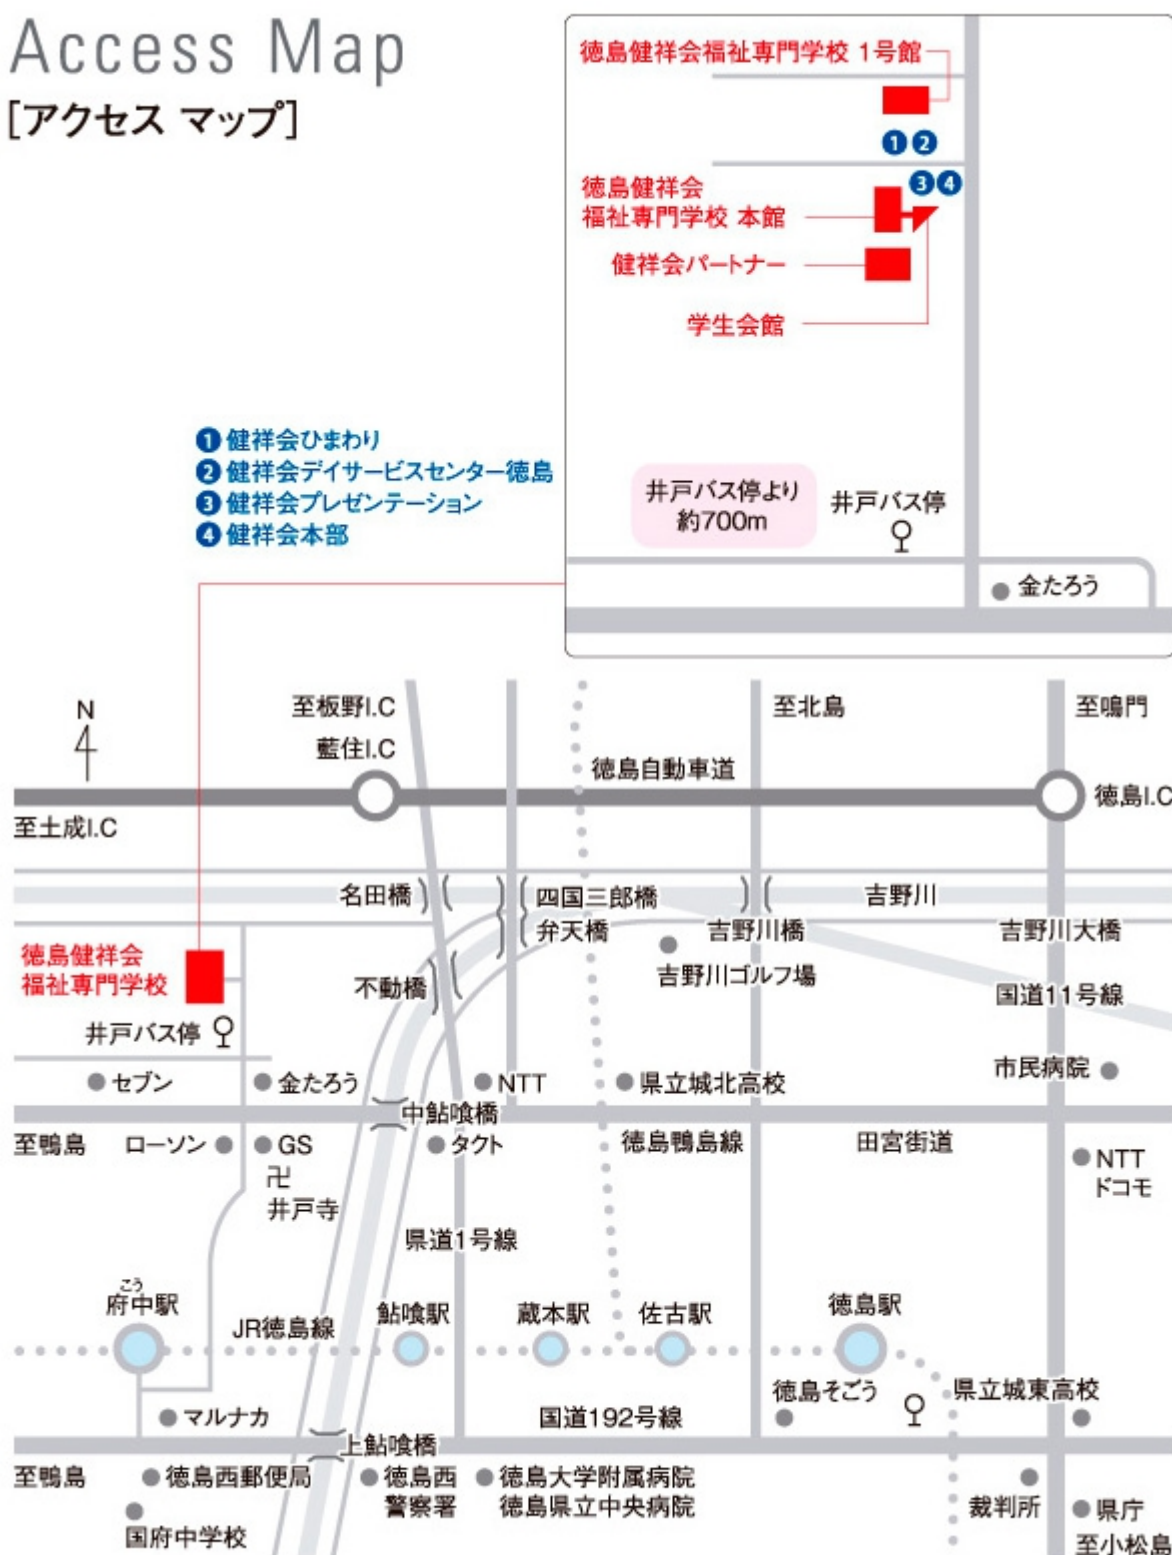 Access Map
[アクセス マップ]
徳島健祥会福祉専門学校 1号館
❶❷
❸❹
徳島健祥会
福祉専門学校 本館
健祥会パートナー
学生会館
❶健祥会ひまわり
❷健祥会デイサービスセンター徳島
❸健祥会プレゼンテーション
❹健祥会本部
井戸バス停より
約700m
井戸バス停
金たろう
N
至板野I.C
藍住I.C
至北島
至鳴門
徳島自動車道
徳島I.C
至土成I.C
名田橋
四国三郎橋
吉野川
弁天橋
吉野川橋
吉野川大橋
徳島健祥会
福祉専門学校
不動橋
吉野川ゴルフ場
国道11号線
井戸バス停
セブン
金たろう
NTT
県立城北高校
市民病院
中鮎喰橋
至鴨島
ローソン
GS
タクト
徳島鴨島線
田宮街道
NTT
ドコモ
卍
井戸寺
県道1号線
こう
府中駅
JR徳島線
鮎喰駅
蔵本駅
佐古駅
徳島駅
マルナカ
国道192号線
徳島そごう
県立城東高校
上鮎喰橋
至鴨島
徳島西郵便局
徳島西
警察署
徳島大学附属病院
徳島県立中央病院
裁判所
県庁
国府中学校
至小松島